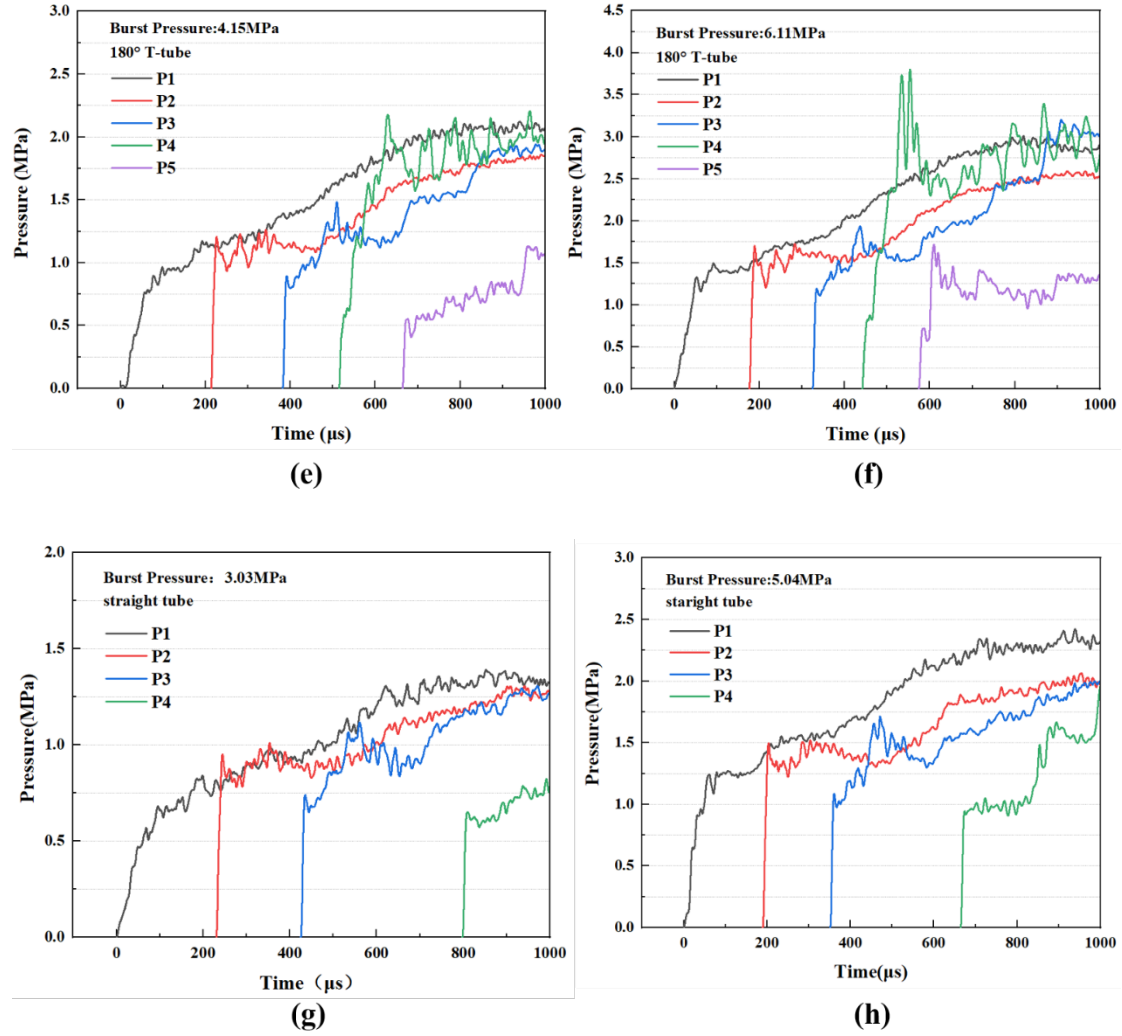 3.0
2.5
2.0
1.5
1.0
0.5
0.0
Pressure (MPa)
Burst Pressure:4.15MPa
180° T-tube
P1
P2
P3
P4
P5
0 200 400 600 800 1000
Time (μs)
(e)
4.5
4.0
3.5
3.0
2.5
2.0
1.5
1.0
0.5
0.0
Pressure (MPa)
Burst Pressure:6.11MPa
180° T-tube
P1
P2
P3
P4
P5
0 200 400 600 800 1000
Time (μs)
(f)
2.0
1.5
1.0
0.5
0.0
Pressure(MPa)
Burst Pressure： 3.03MPa
straight tube
P1
P2
P3
P4
0 200 400 600 800 1000
Time（μs）
(g)
3.0
2.5
2.0
1.5
1.0
0.5
0.0
Pressure(MPa)
Burst Pressure:5.04MPa
staright tube
P1
P2
P3
P4
0 200 400 600 800 1000
Time(μs)
(h)